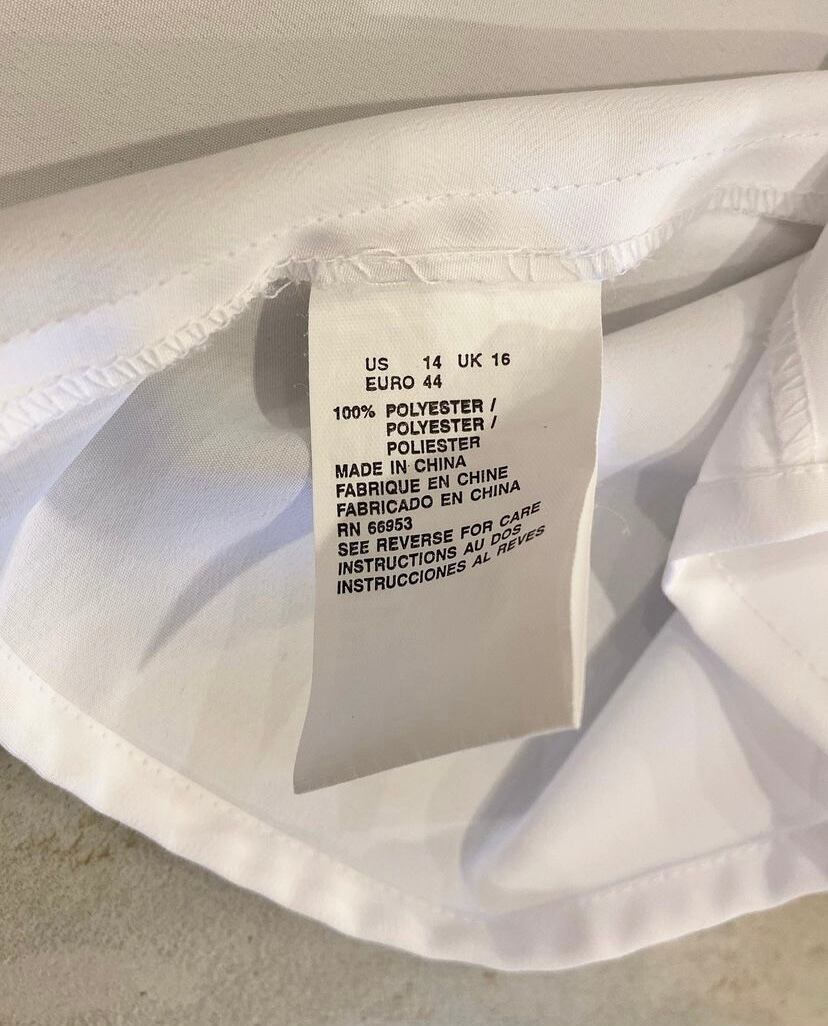 US 14 UK 16
EURO 44
100% POLYESTER /
POLYESTER /
POLIESTER
MADE IN CHINA
FABRIQUE EN CHINE
FABRICADO EN CHINA
RN 66953
SEE REVERSE FOR CARE
INSTRUCTIONS AU DOS
INSTRUCCIONES AL REVES